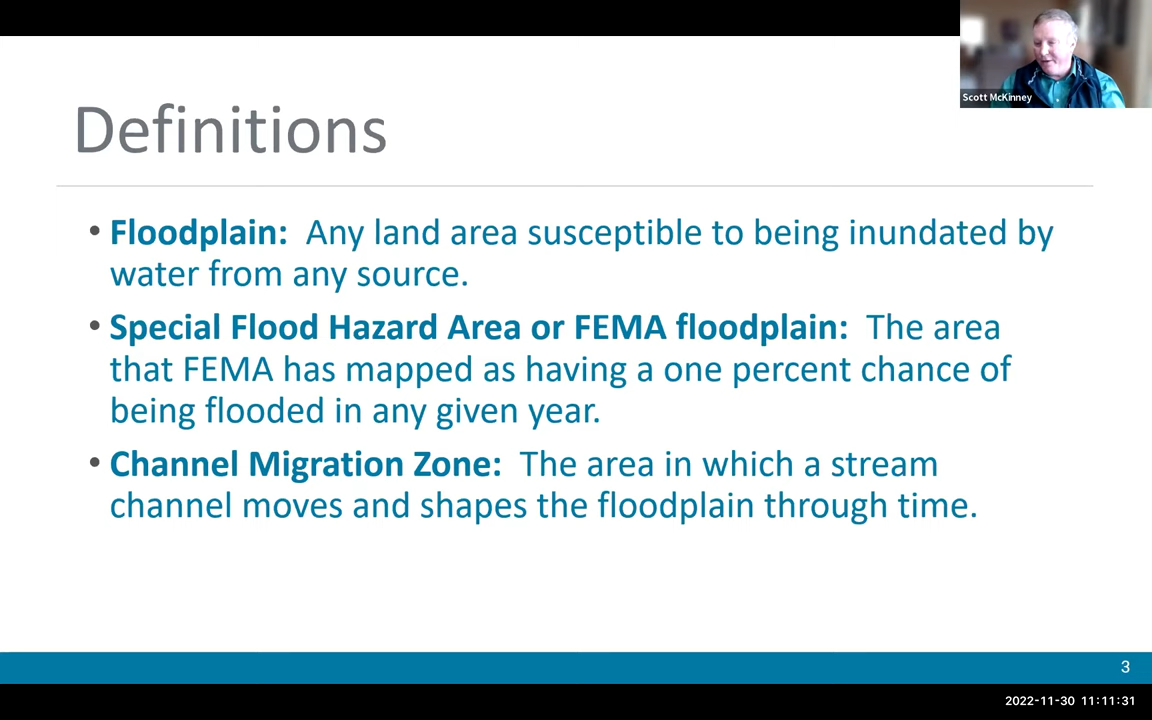 Scott McKinney
Definitions
• Floodplain: Any land area susceptible to being inundated by
water from any source.
• Special Flood Hazard Area or FEMA floodplain: The area
that FEMA has mapped as having a one percent chance of
being flooded in any given year.
• Channel Migration Zone: The area in which a stream
channel moves and shapes the floodplain through time.
3
2022-11-30 11:11:31